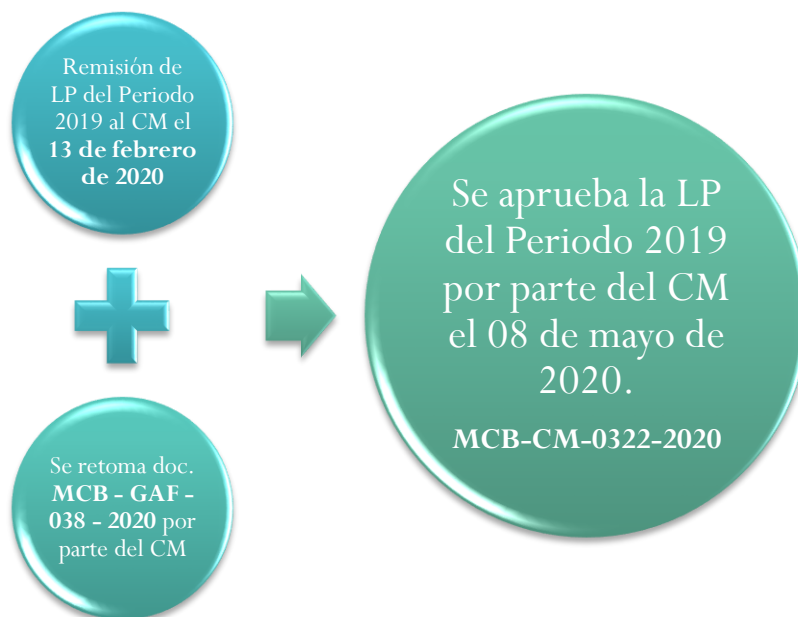 Remisión de
LP del Periodo
2019 al CM el
13 de febrero
de 2020
Se retoma doc.
MCB - GAF -
038 - 2020 por
parte del CM
Se aprueba la LP
del Periodo 2019
por parte del CM
el 08 de mayo de
2020.
MCB-CM-0322-2020